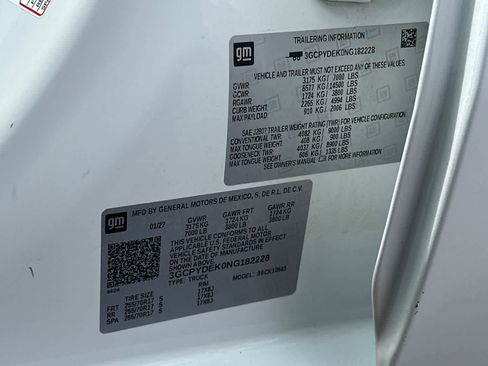 gm
TRAILERING INFORMATION
3GCPYDEK0NG182228
VEHICLE AND TRAILER MUST NOT EXCEED
GVWR 3175 KG / 7000 LBS
GCWR 6577 KG / 14500 LBS
RGAWR 1724 KG / 3800 LBS
CURB WEIGHT 2265 KG / 4994 LBS
MAX PAYLOAD 910 KG / 2006 LBS
SAE J2807 TRAILER WEIGHT RATING (TWR) FOR VEHICLE CONFIGURATION
CONVENTIONAL TWR 4082 KG / 9000 LBS
MAX TONGUE WEIGHT 408 KG / 900 LBS
GOOSENECK TWR 4037 KG / 8900 LBS
MAX TONGUE WEIGHT 606 KG / 1335 LBS
SEE OWNER'S MANUAL FOR MORE INFORMATION
gm
MFD BY GENERAL MOTORS DE MEXICO, S. DE R.L. DE C.V.
01/22 GVWR GAWR FRT GAWR RR
3175 KG 1724 KG 1724 KG
7000 LB 3800 LB 3800 LB
THIS VEHICLE CONFORMS TO ALL
APPLICABLE U.S. FEDERAL MOTOR
VEHICLE SAFETY STANDARDS IN EFFECT
ON THE DATE OF MANUFACTURE
SHOWN ABOVE.
3GCPYDEK0NG182228
TYPE: TRUCK MODEL:
TIRE SIZE RIM
FRT 255/70R17 S 17X8J
RR 255/70R17 S 17X8J
SPA 255/70R17 S 17X8J